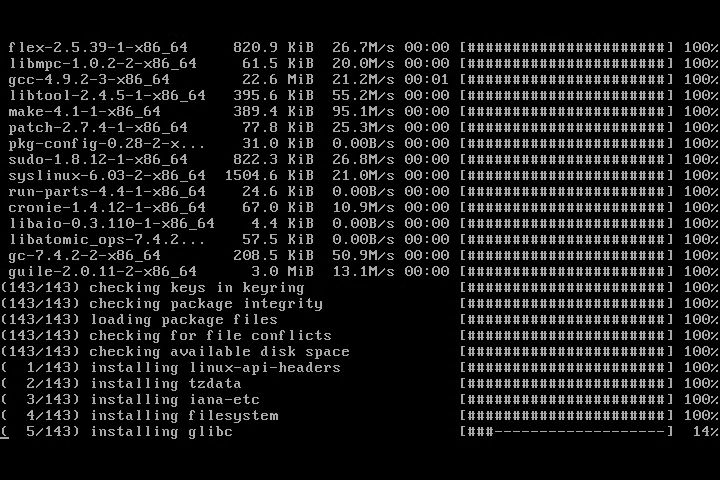 flex-2.5.39-1-x86_64 820.9 KiB 26.7M/s 00:00 [######################] 100%
libmpc-1.0.2-2-x86_64 61.5 KiB 20.0M/s 00:00 [######################] 100%
gcc-4.9.2-3-x86_64 22.6 MiB 21.2M/s 00:01 [######################] 100%
libtool-2.4.5-1-x86_64 395.6 KiB 55.2M/s 00:00 [######################] 100%
make-4.1-1-x86_64 389.4 KiB 95.1M/s 00:00 [######################] 100%
patch-2.7.4-1-x86_64 77.8 KiB 25.3M/s 00:00 [######################] 100%
pkg-config-0.28-2-x... 31.0 KiB 0.00B/s 00:00 [######################] 100%
sudo-1.8.12-1-x86_64 822.3 KiB 26.8M/s 00:00 [######################] 100%
syslinux-6.03-2-x86_64 1504.6 KiB 21.0M/s 00:00 [######################] 100%
run-parts-4.4-1-x86_64 24.6 KiB 0.00B/s 00:00 [######################] 100%
cronie-1.4.12-1-x86_64 67.0 KiB 10.9M/s 00:00 [######################] 100%
libaio-0.3.110-1-x86_64 4.4 KiB 0.00B/s 00:00 [######################] 100%
libatomic_ops-7.4.2... 57.5 KiB 0.00B/s 00:00 [######################] 100%
gc-7.4.2-2-x86_64 208.5 KiB 50.9M/s 00:00 [######################] 100%
guile-2.0.11-2-x86_64 3.0 MiB 13.1M/s 00:00 [######################] 100%
(143/143) checking keys in keyring [######################] 100%
(143/143) checking package integrity [######################] 100%
(143/143) loading package files [######################] 100%
(143/143) checking for file conflicts [######################] 100%
(143/143) checking available disk space [######################] 100%
( 1/143) installing linux-api-headers [######################] 100%
( 2/143) installing tzdata [######################] 100%
( 3/143) installing iana-etc [######################] 100%
( 4/143) installing filesystem [######################] 100%
( 5/143) installing glibc [###-------------------] 14%